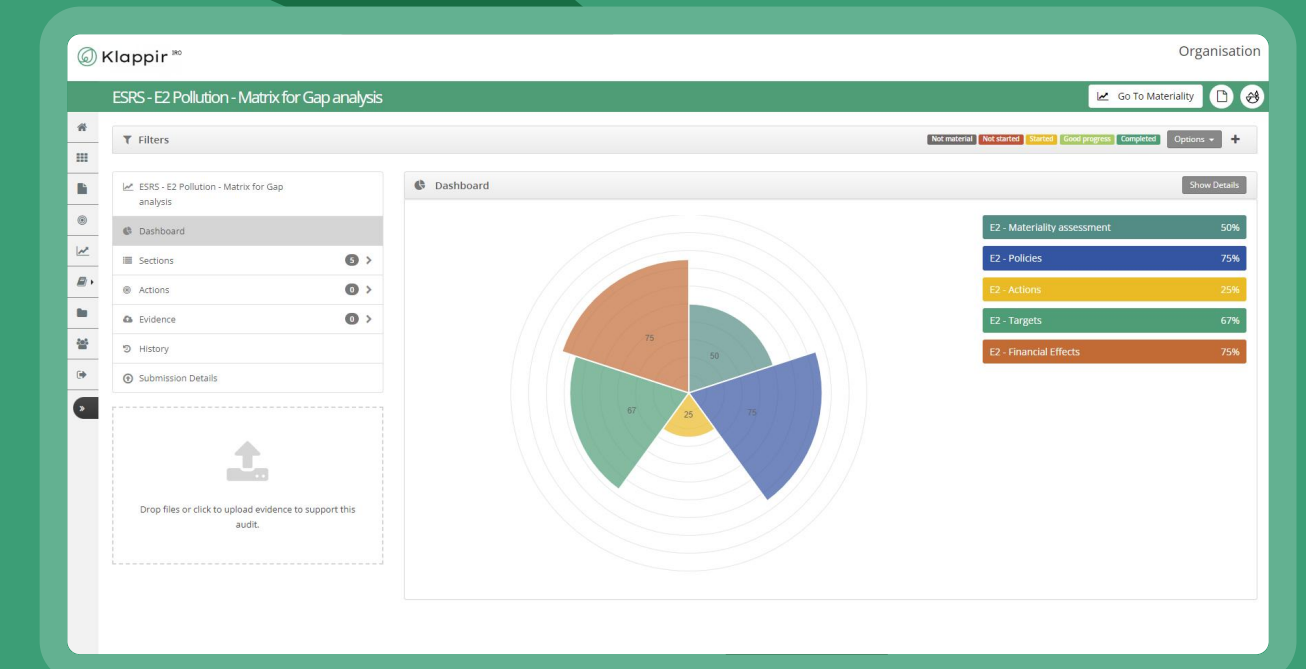 Klappir IRO
Organisation
ESRS - E2 Pollution - Matrix for Gap analysis
Go To Materiality
Filters
Not material Not started Started Good progress Completed Options
ESRS - E2 Pollution - Matrix for Gap
analysis
Dashboard
Sections 5
Actions 0
Evidence 0
History
Submission Details
Drop files or click to upload evidence to support this
audit.
Dashboard
Show Details
75
50
67
25
75
E2 - Materiality assessment 50%
E2 - Policies 75%
E2 - Actions 25%
E2 - Targets 67%
E2 - Financial Effects 75%